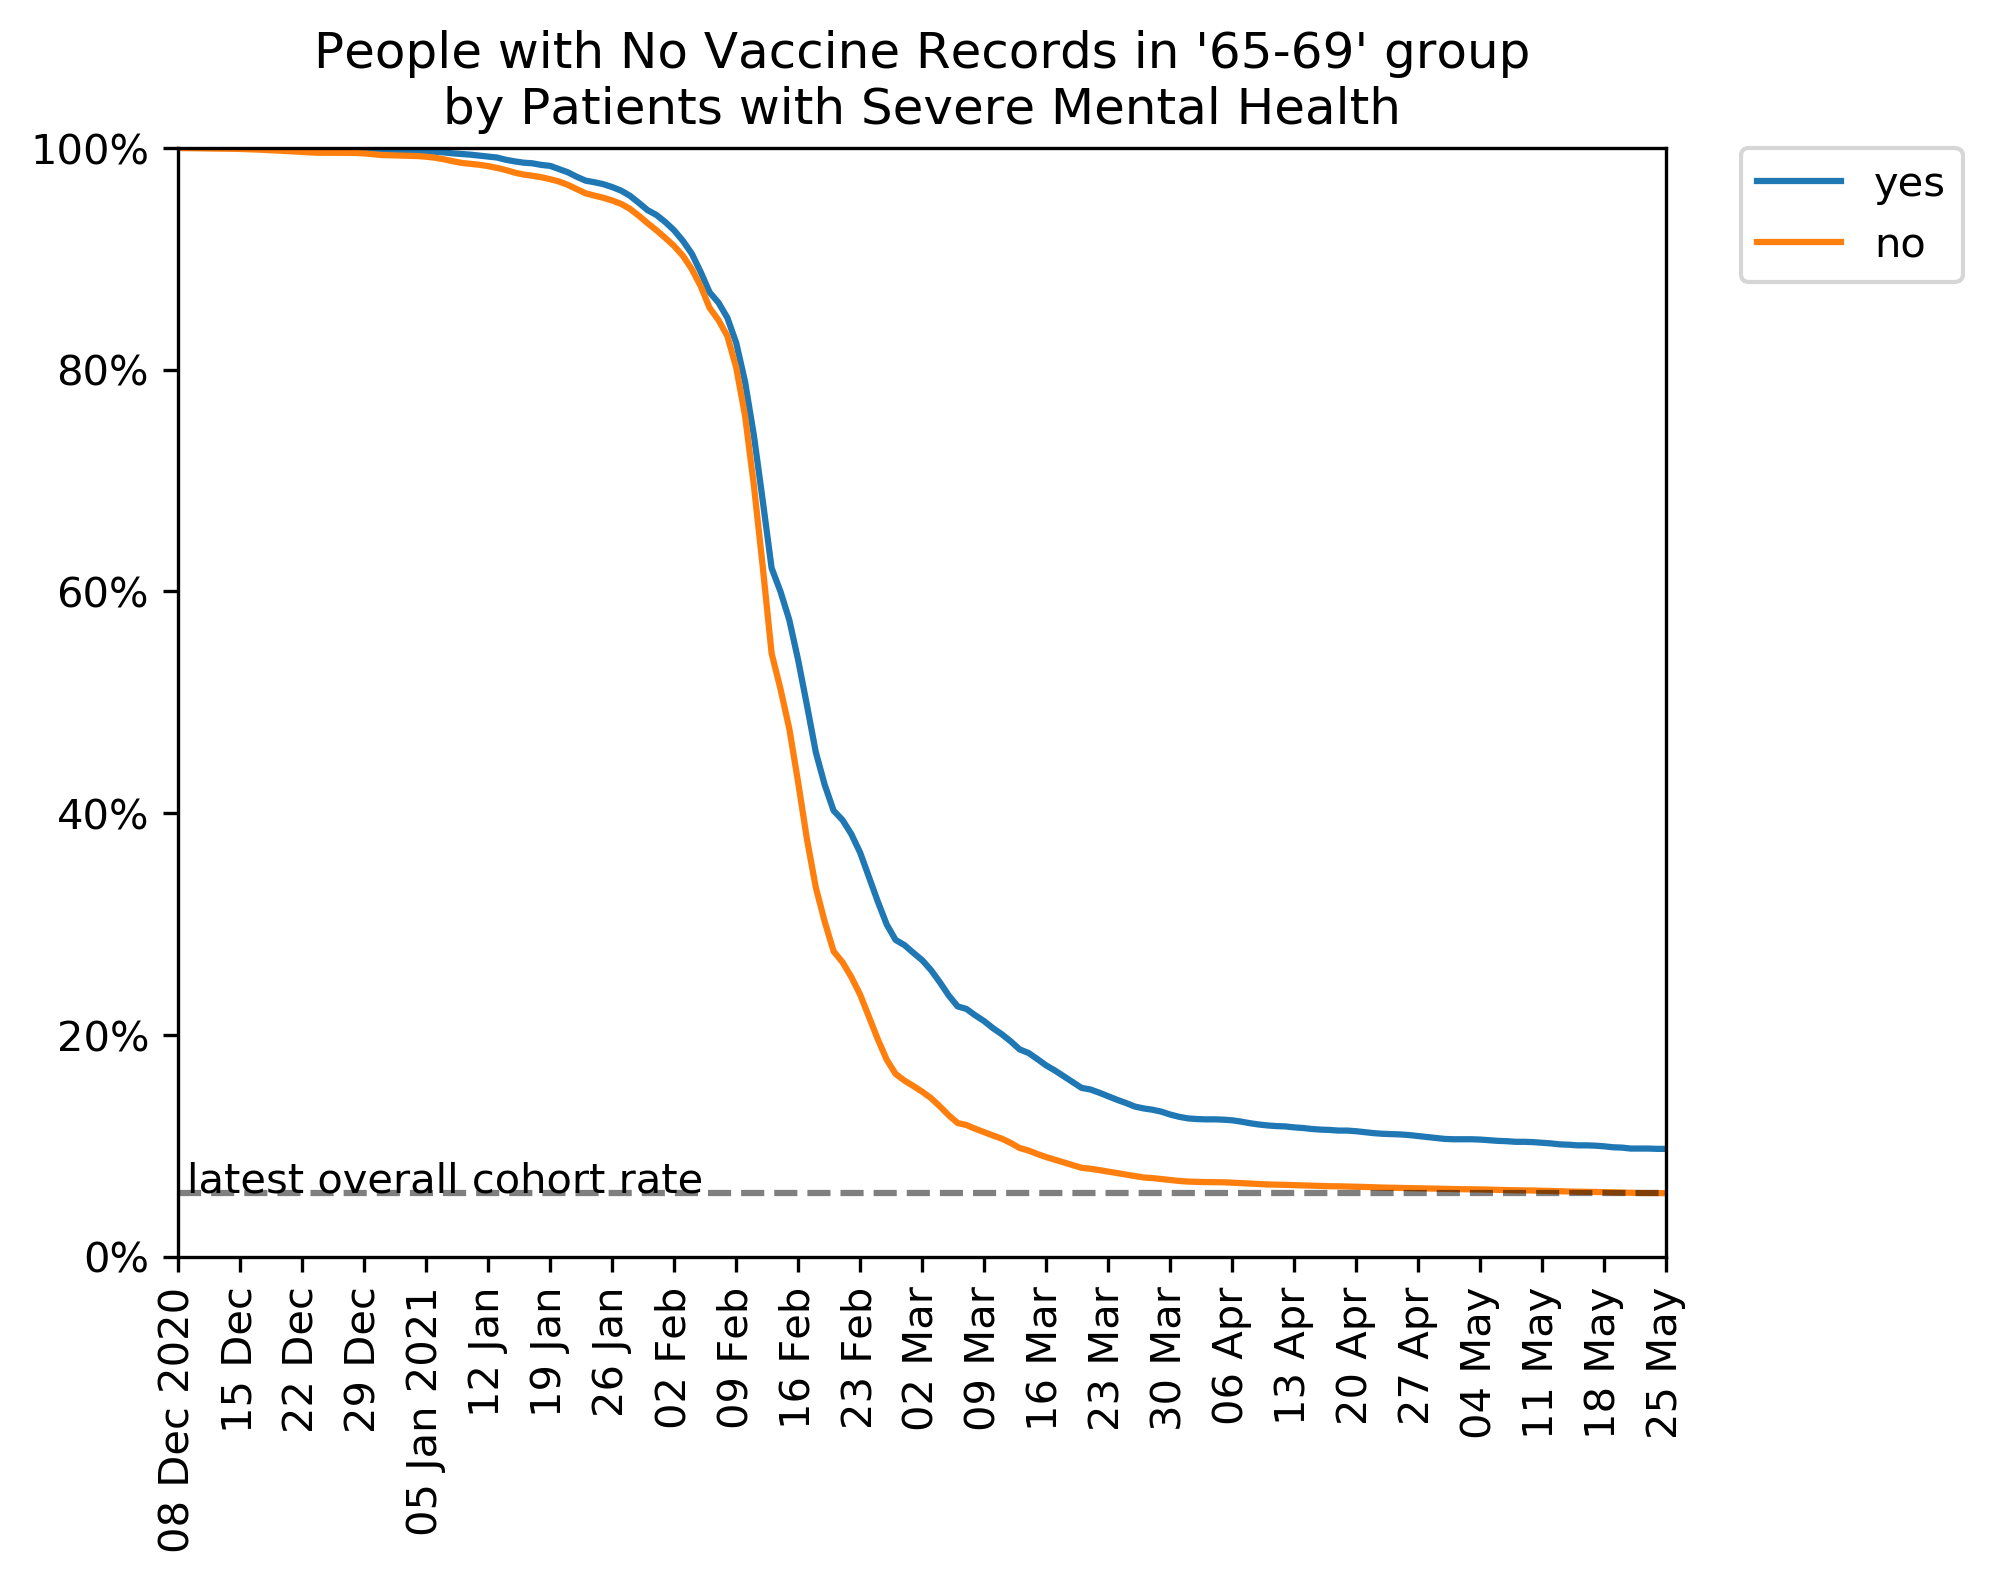 People with No Vaccine Records in '65-69' group
by Patients with Severe Mental Health
100%
80%
60%
40%
20%
0%
yes
no
latest overall cohort rate
08 Dec 2020
15 Dec
22 Dec
29 Dec
05 Jan 2021
12 Jan
19 Jan
26 Jan
02 Feb
09 Feb
16 Feb
23 Feb
02 Mar
09 Mar
16 Mar
23 Mar
30 Mar
06 Apr
13 Apr
20 Apr
27 Apr
04 May
11 May
18 May
25 May